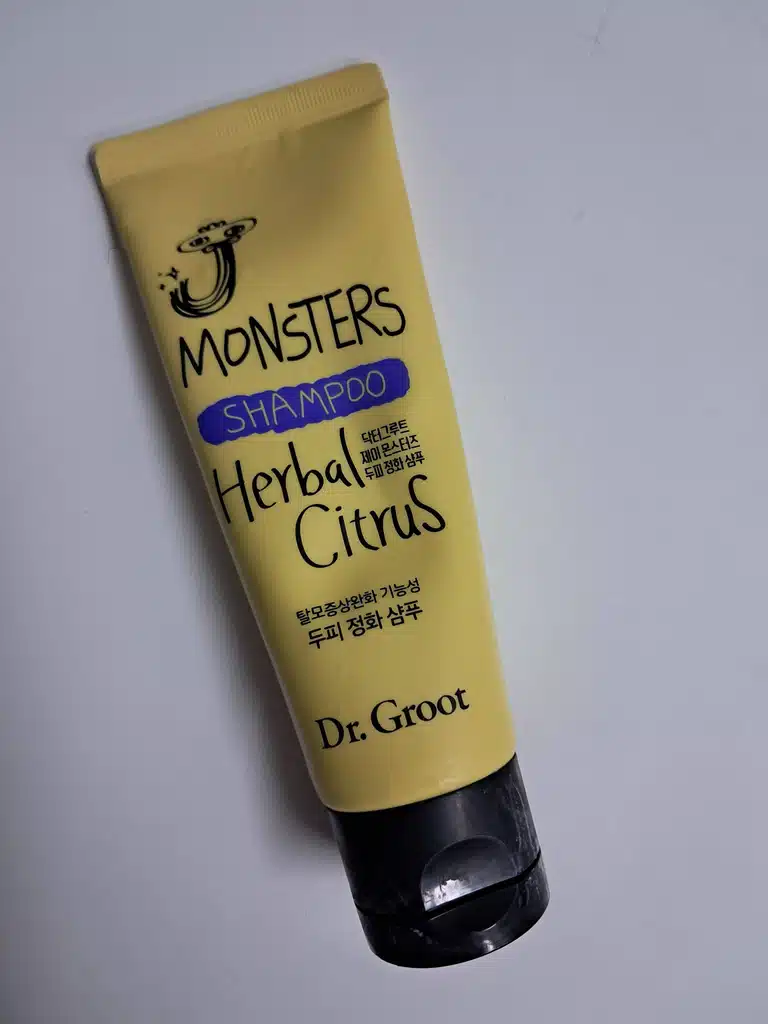 J
MONSTERS
SHAMPOO
Herbal
닥터그루트
제이몬스터즈
두피 정화 샴푸
Citrus
탈모증상완화 기능성
두피 정화 샴푸
Dr. Groot